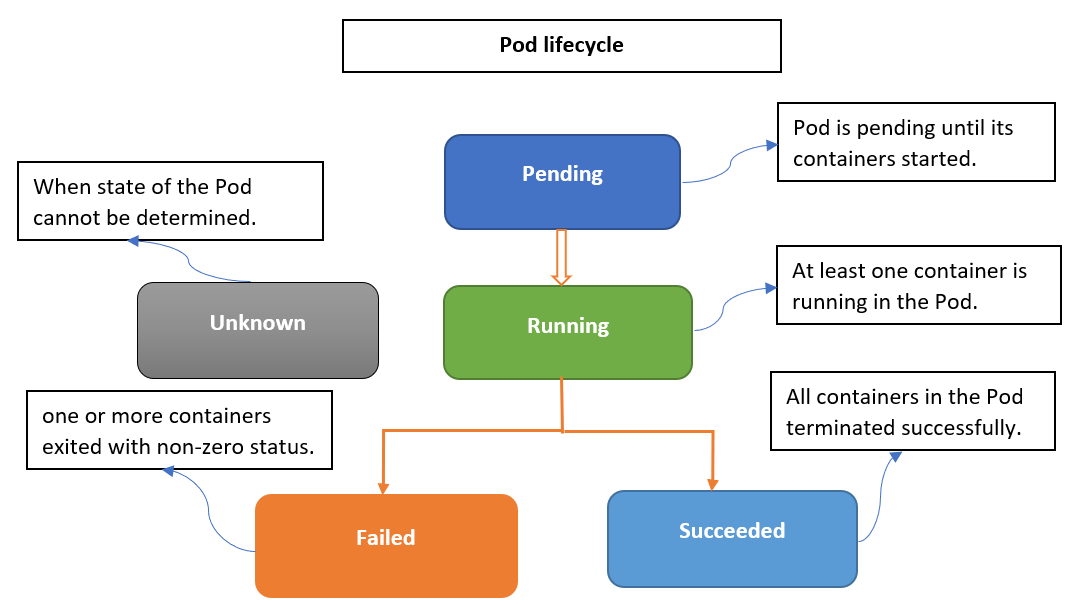 Pod lifecycle
Pending
Pod is pending until its
containers started.
When state of the Pod
cannot be determined.
Unknown
Running
At least one container is
running in the Pod.
one or more containers
exited with non-zero status.
All containers in the Pod
terminated successfully.
Failed
Succeeded